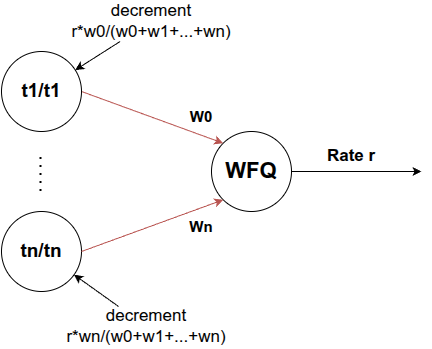 decrement
r*w0/(w0+w1+...+wn)
t1/t1
W0
WFQ
Rate r
Wn
tn/tn
decrement
r*wn/(w0+w1+...+wn)